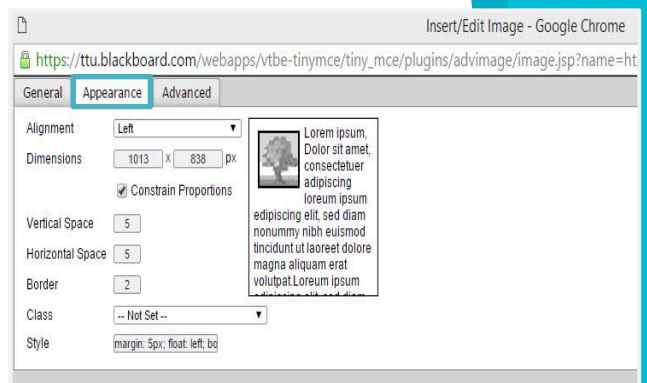 Insert/Edit Image - Google Chrome
https://ttu.blackboard.com/webapps/vtbe-tinymce/tiny_mce/plugins/advimage/image.jsp?name=ht
General Appearance Advanced
Alignment Left
Dimensions 1013 x 838 px
Constrain Proportions
Vertical Space 5
Horizontal Space 5
Border 2
Class -- Not Set --
Style margin: 5px; float: left; bo
Lorem ipsum,
Dolor sit amet,
consectetuer
adipiscing
loreum ipsum
edipiscing elit, sed diam
nonummy nibh euismod
tincidunt ut laoreet dolore
magna aliquam erat
volutpat.Loreum ipsum